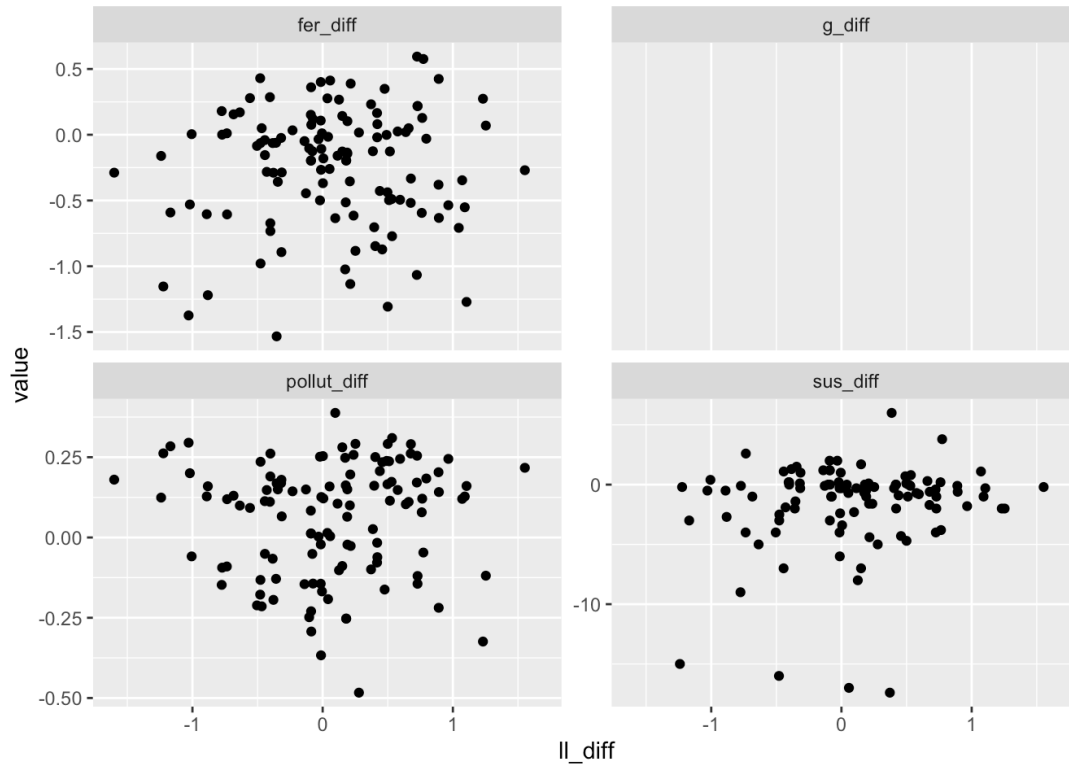 fer_diff
g_diff
0.5
0.0
-0.5
-1.0
-1.5
value
pollut_diff
sus_diff
0.25
0.00
-0.25
-0.50
0
-10
-1 0 1
-1 0 1
ll_diff